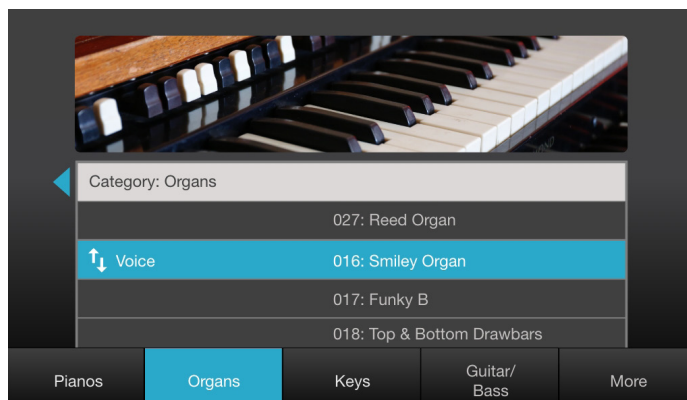 Category: Organs
027: Reed Organ
Voice 016: Smiley Organ
017: Funky B
018: Top & Bottom Drawbars
Pianos Organs Keys Guitar/ Bass More